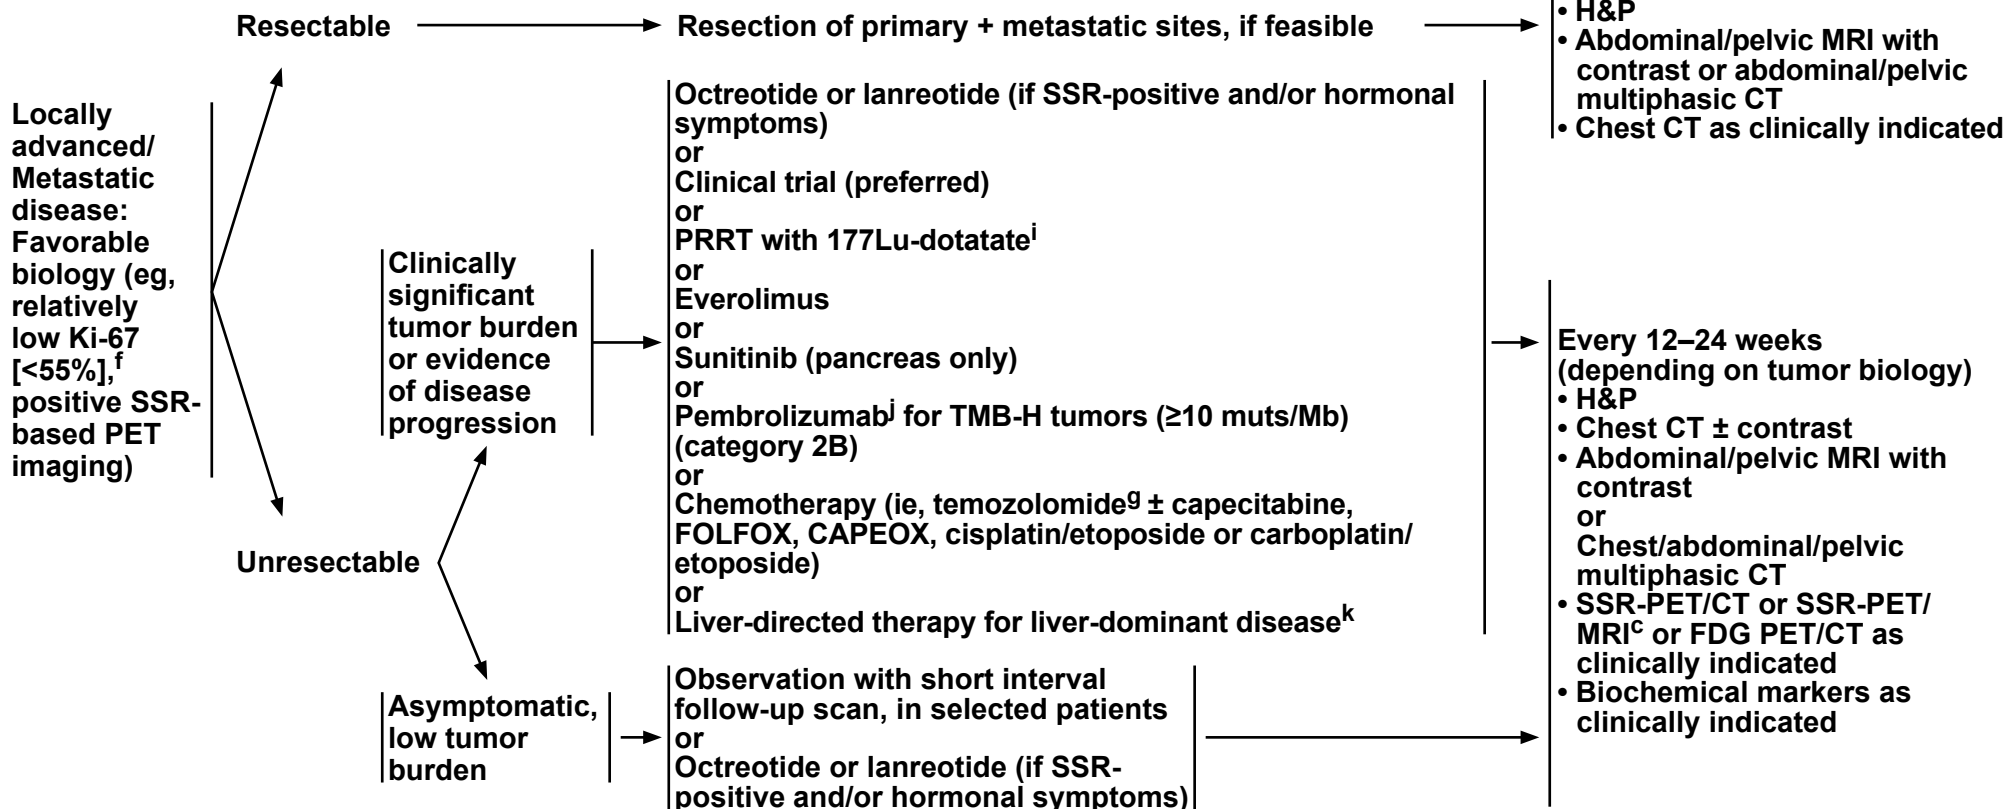 Resectable
Resection of primary + metastatic sites, if feasible
• H&P
• Abdominal/pelvic MRI with
contrast or abdominal/pelvic
multiphasic CT
• Chest CT as clinically indicated
Locally
advanced/
Metastatic
disease:
Favorable
biology (eg,
relatively
low Ki-67
[<55%],f
positive SSR-
based PET
imaging)
Clinically
significant
tumor burden
or evidence
of disease
progression
Octreotide or lanreotide (if SSR-positive and/or hormonal
symptoms)
or
Clinical trial (preferred)
or
PRRT with 177Lu-dotatatei
or
Everolimus
or
Sunitinib (pancreas only)
or
Pembrolizumabj for TMB-H tumors (≥10 muts/Mb)
(category 2B)
or
Chemotherapy (ie, temozolomideg ± capecitabine,
FOLFOX, CAPEOX, cisplatin/etoposide or carboplatin/
etoposide)
or
Liver-directed therapy for liver-dominant diseasek
Unresectable
Asymptomatic,
low tumor
burden
Observation with short interval
follow-up scan, in selected patients
or
Octreotide or lanreotide (if SSR-
positive and/or hormonal symptoms)
Every 12–24 weeks
(depending on tumor biology)
• H&P
• Chest CT ± contrast
• Abdominal/pelvic MRI with
contrast
or
Chest/abdominal/pelvic
multiphasic CT
• SSR-PET/CT or SSR-PET/
MRIc or FDG PET/CT as
clinically indicated
• Biochemical markers as
clinically indicated